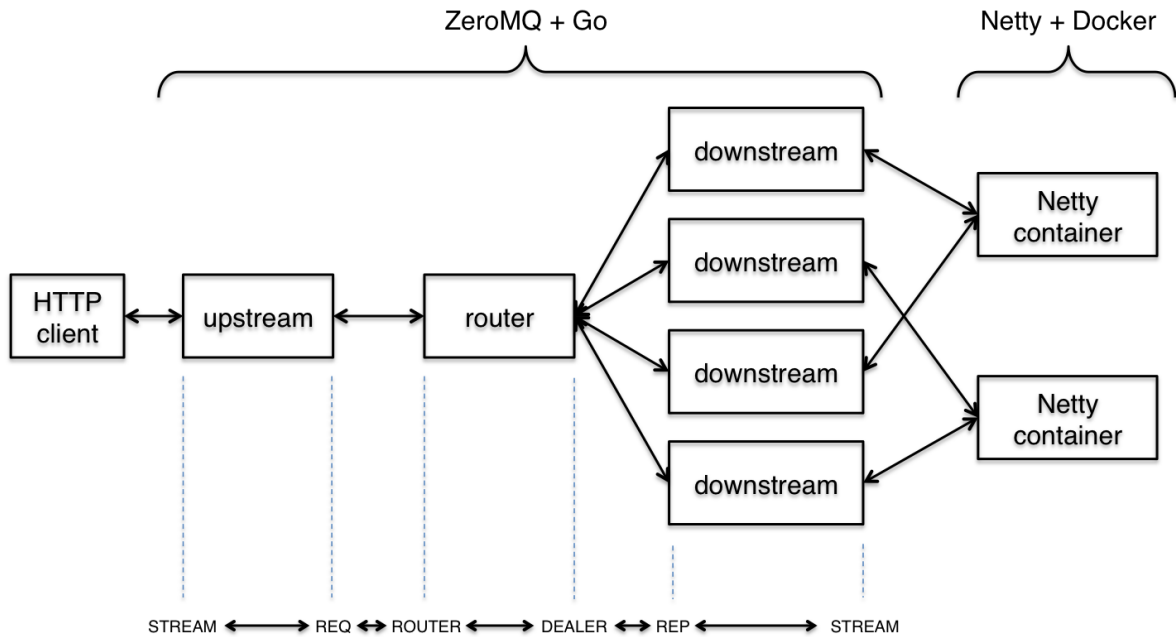 ZeroMQ + Go
Netty + Docker
downstream
downstream
downstream
downstream
Netty
container
Netty
container
HTTP
client
upstream
router
STREAM
REQ
ROUTER
DEALER
REP
STREAM